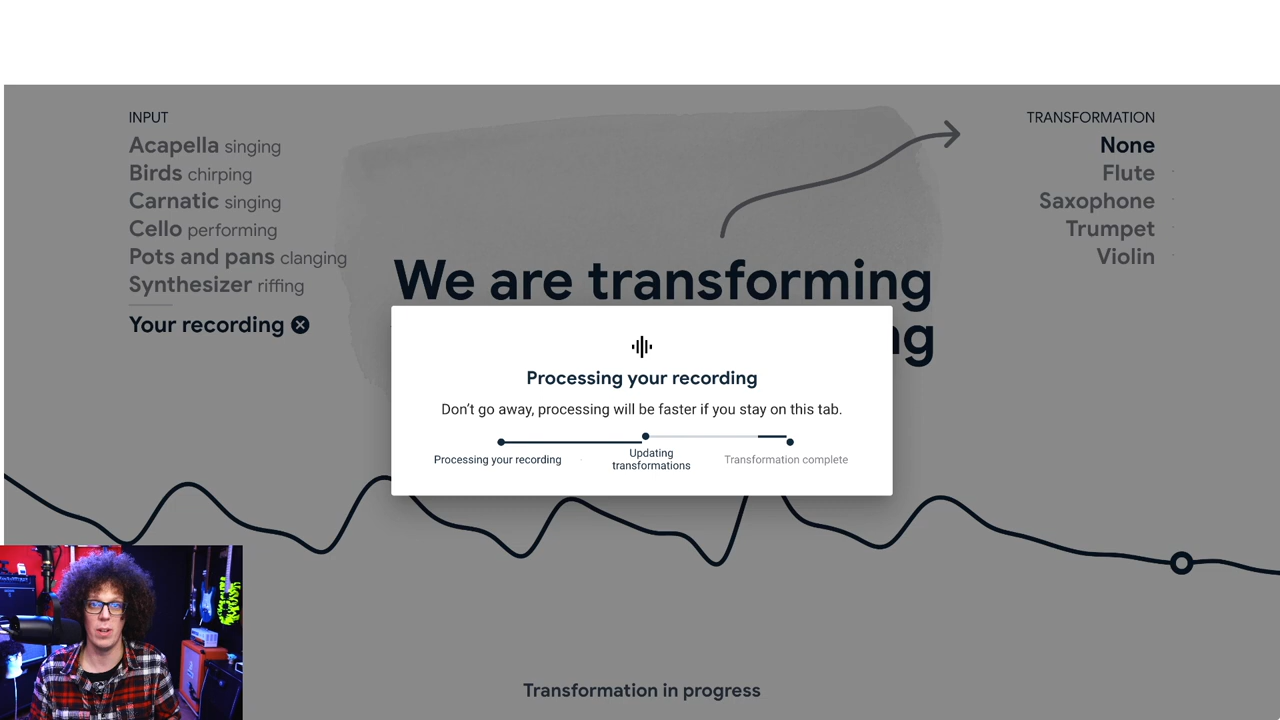 INPUT
Acapella singing
Birds chirping
Carnatic singing
Cello performing
Pots and pans clanging
Synthesizer riffing
Your recording
TRANSFORMATION
None
Flute
Saxophone
Trumpet
Violin
We are transforming
Processing your recording
Don't go away, processing will be faster if you stay on this tab.
Processing your recording
Updating
transformations
Transformation complete
Transformation in progress